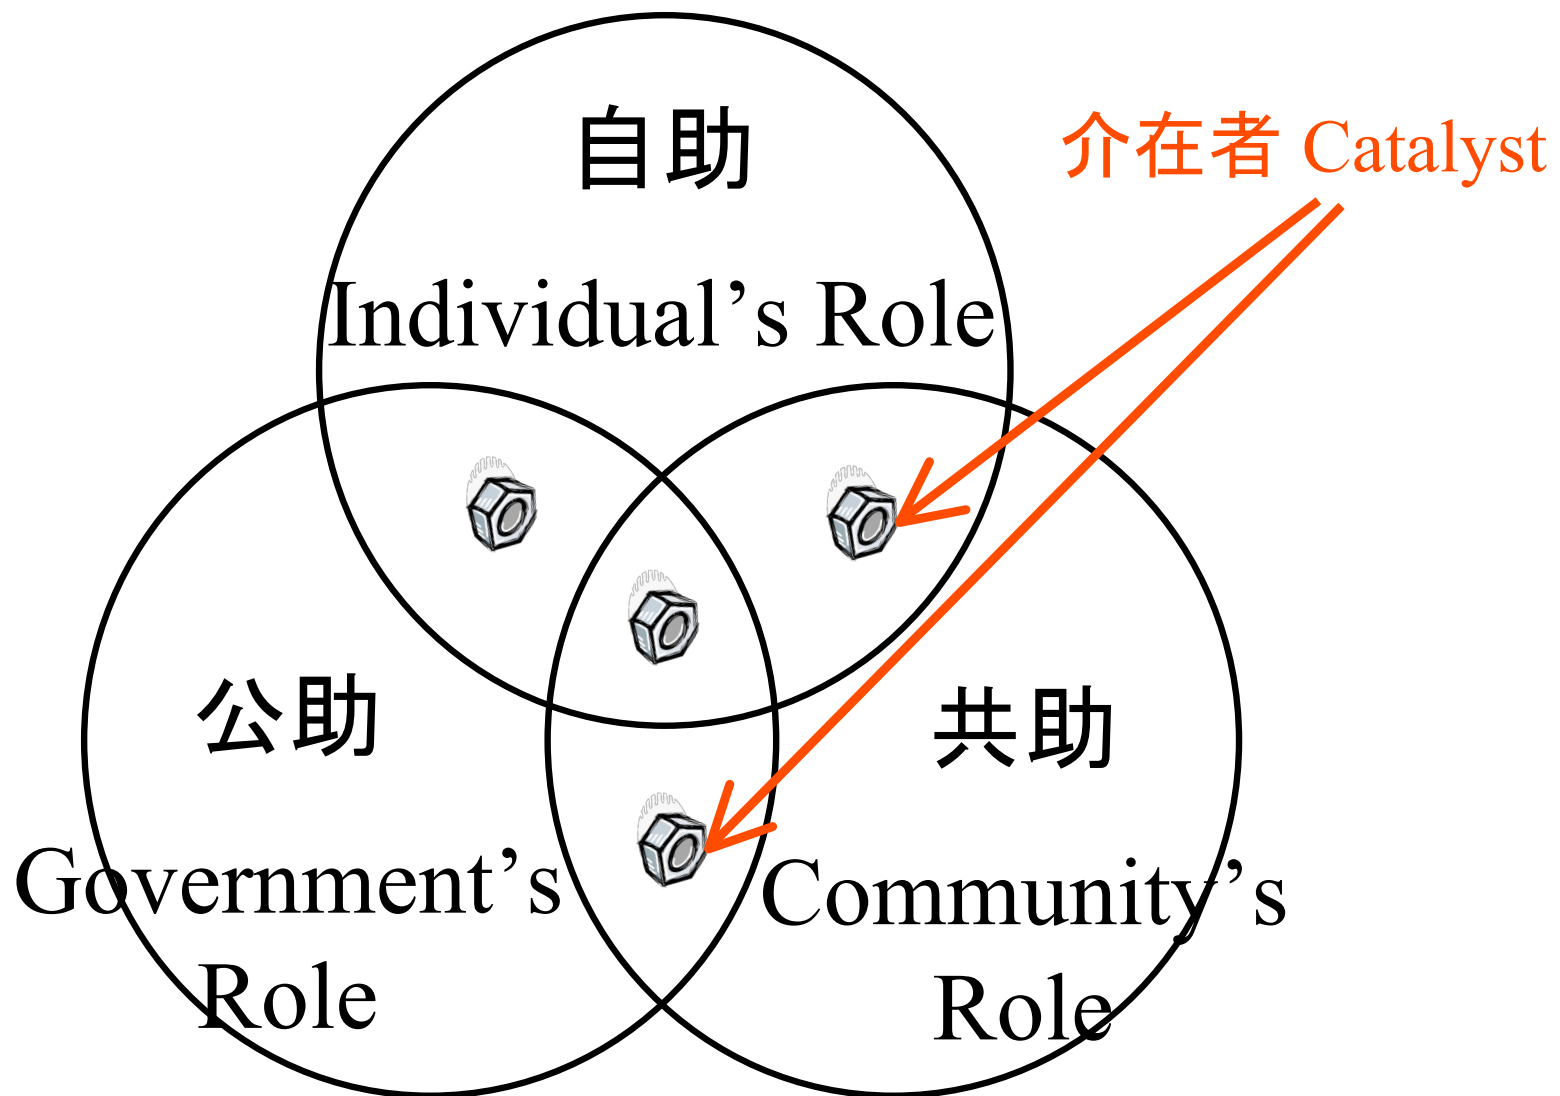 自助
介在者 Catalyst
Individual’s Role
公助
共助
Government’s
Role
Community’s
Role